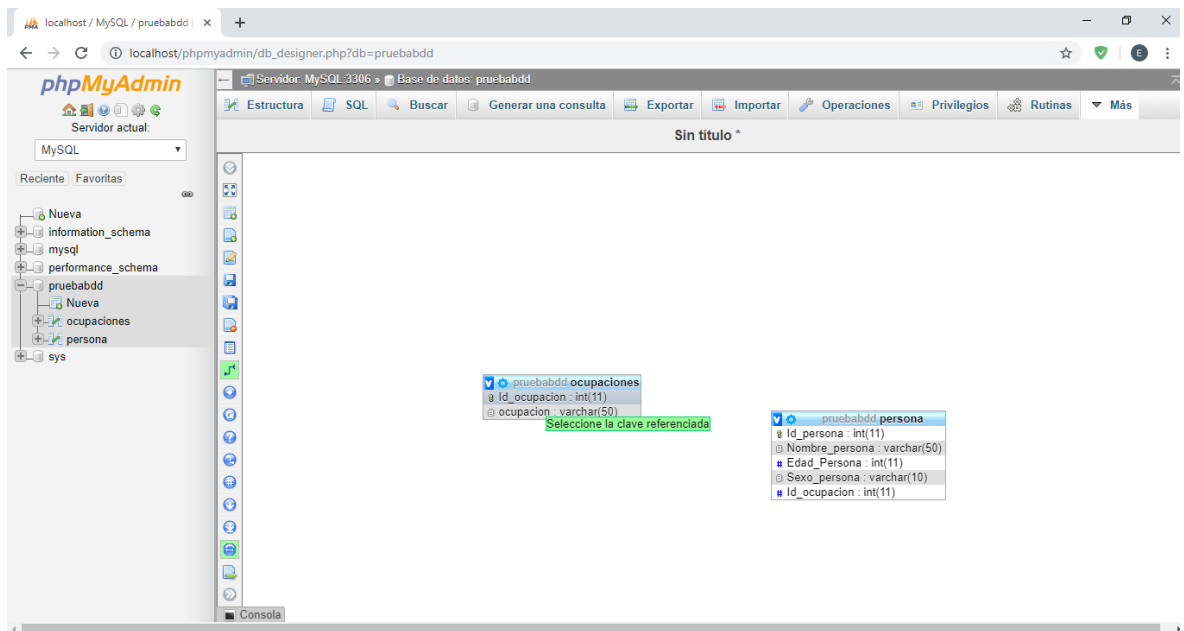 localhost / MySQL / pruebabdd |
localhost/phpmyadmin/db_designer.php?db=pruebabdd
E
phpMyAdmin
Servidor actual:
MySQL
Reciente Favoritas
Nueva
information_schema
mysql
performance_schema
pruebabdd
Nueva
ocupaciones
persona
sys
Servidor: MySQL:3306 » Base de datos: pruebabdd
Estructura SQL Buscar Generar una consulta Exportar Importar Operaciones Privilegios Rutinas Más
Sin título *
pruebabdd ocupaciones
Id_ocupacion : int(11)
ocupacion : varchar(50)
Seleccione la clave referenciada
pruebabdd persona
Id_persona : int(11)
Nombre_persona : varchar(50)
# Edad_Persona : int(11)
Sexo_persona : varchar(10)
# Id_ocupacion : int(11)
Consola